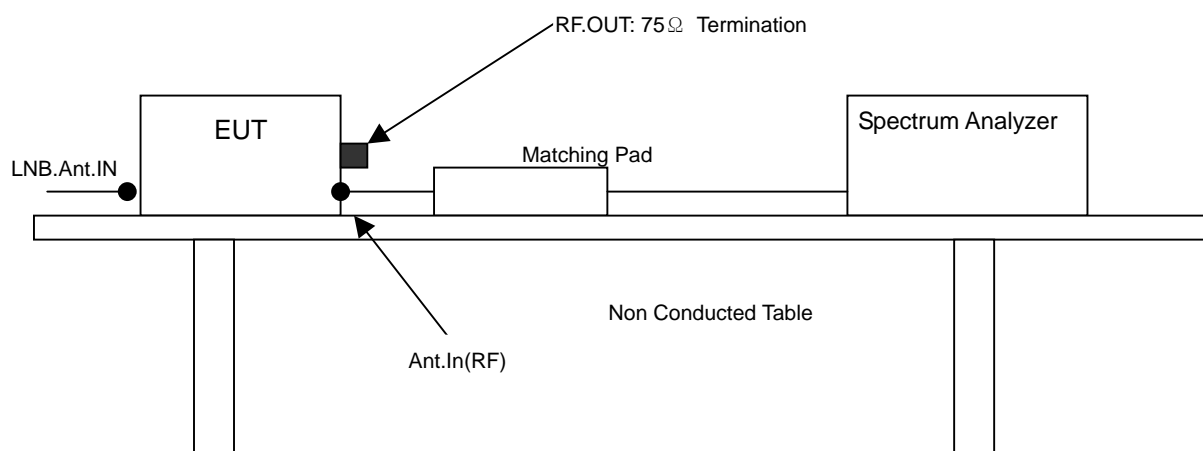 RF.OUT: 75Ω Termination
EUT
Spectrum Analyzer
Matching Pad
LNB.Ant.IN
Non Conducted Table
Ant.In(RF)